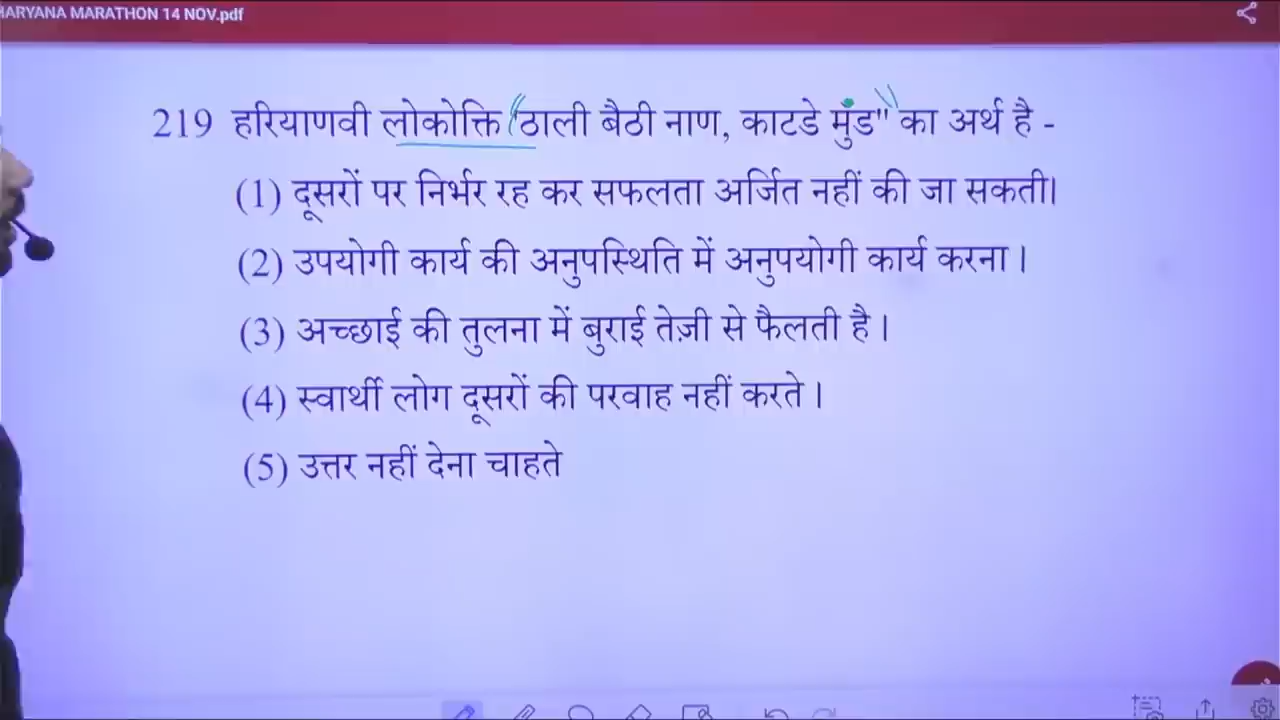 HARYANA MARATHON 14 NOV.pdf
219 हरियाणवी लोकोक्ति "ठाली बैठी नाण, काटडे मुंड" का अर्थ है -
(1) दूसरों पर निर्भर रह कर सफलता अर्जित नहीं की जा सकती।
(2) उपयोगी कार्य की अनुपस्थिति में अनुपयोगी कार्य करना ।
(3) अच्छाई की तुलना में बुराई तेज़ी से फैलती है ।
(4) स्वार्थी लोग दूसरों की परवाह नहीं करते ।
(5) उत्तर नहीं देना चाहते